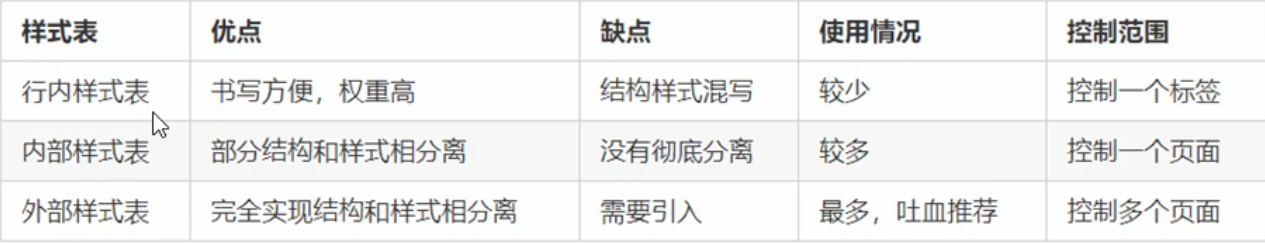 样式表 优点 缺点 使用情况 控制范围
行内样式表 书写方便，权重高 结构样式混写 较少 控制一个标签
内部样式表 部分结构和样式相分离 没有彻底分离 较多 控制一个页面
外部样式表 完全实现结构和样式相分离 需要引入 最多，吐血推荐 控制多个页面